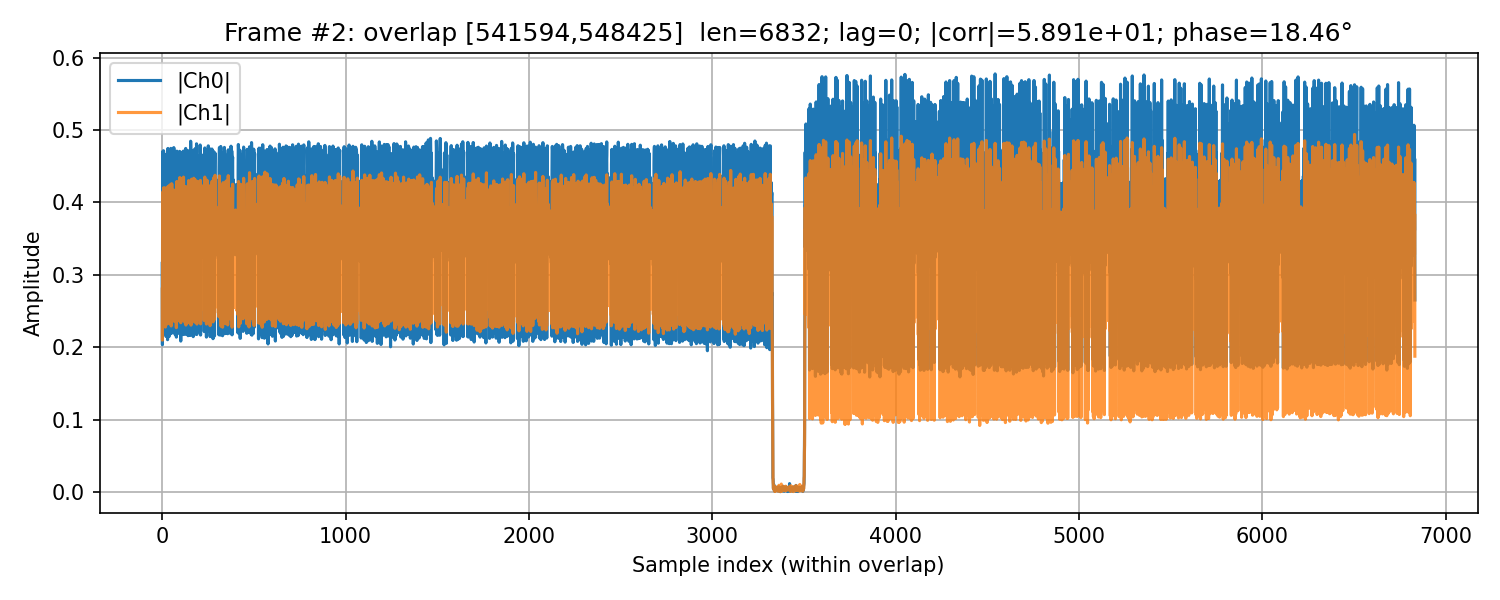 Frame #2: overlap [541594,548425]  len=6832; lag=0; |corr|=5.891e+01; phase=18.46°
|Ch0|
|Ch1|
Amplitude
0.6
0.5
0.4
0.3
0.2
0.1
0.0
0 1000 2000 3000 4000 5000 6000 7000
Sample index (within overlap)